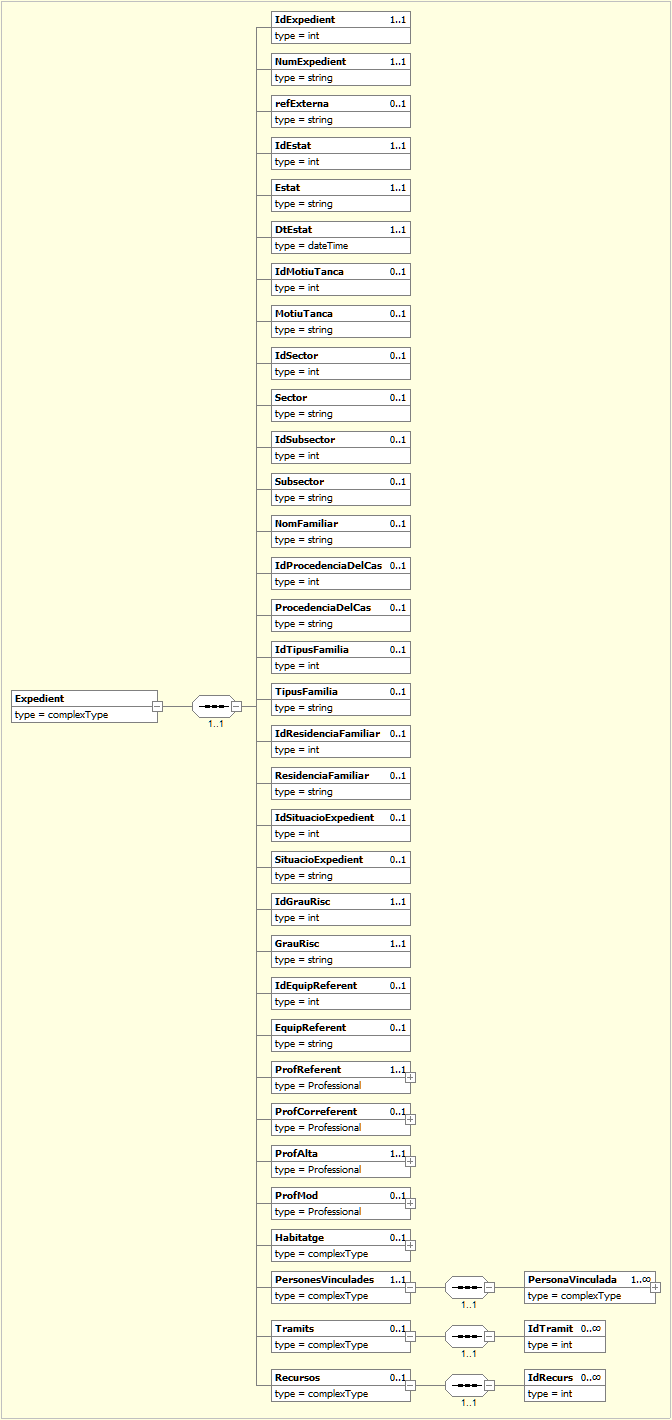 IdExpedient 1..1
type = int
NumExpedient 1..1
type = string
refExterna 0..1
type = string
IdEstat 1..1
type = int
Estat 1..1
type = string
DtEstat 1..1
type = dateTime
IdMotiuTanca 0..1
type = int
MotiuTanca 0..1
type = string
IdSector 0..1
type = int
Sector 0..1
type = string
IdSubsector 0..1
type = int
Subsector 0..1
type = string
NomFamiliar 0..1
type = string
IdProcedenciaDelCas 0..1
type = int
ProcedenciaDelCas 0..1
type = string
IdTipusFamilia 0..1
type = int
Expedient
type = complexType
1..1
TipusFamilia 0..1
type = string
IdResidenciaFamiliar 0..1
type = int
ResidenciaFamiliar 0..1
type = string
IdSituacioExpedient 0..1
type = int
SituacioExpedient 0..1
type = string
IdGrauRisc 1..1
type = int
GrauRisc 1..1
type = string
IdEquipReferent 0..1
type = int
EquipReferent 0..1
type = string
ProfReferent 1..1
type = Professional
ProfCorreferent 0..1
type = Professional
ProfAlta 1..1
type = Professional
ProfMod 0..1
type = Professional
Habitatge 0..1
type = complexType
PersonesVinculades 1..1
type = complexType
1..1
PersonaVinculada 1..∞
type = complexType
Tramits 0..1
type = complexType
1..1
IdTramit 0..∞
type = int
Recursos 0..1
type = complexType
1..1
IdRecurs 0..∞
type = int